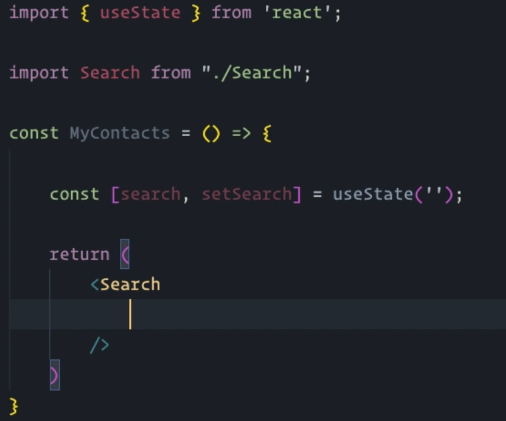 import { useState } from 'react';
import Search from "./Search";
const MyContacts = () => {
const [search, setSearch] = useState('');
return (
<Search
/>
)
}